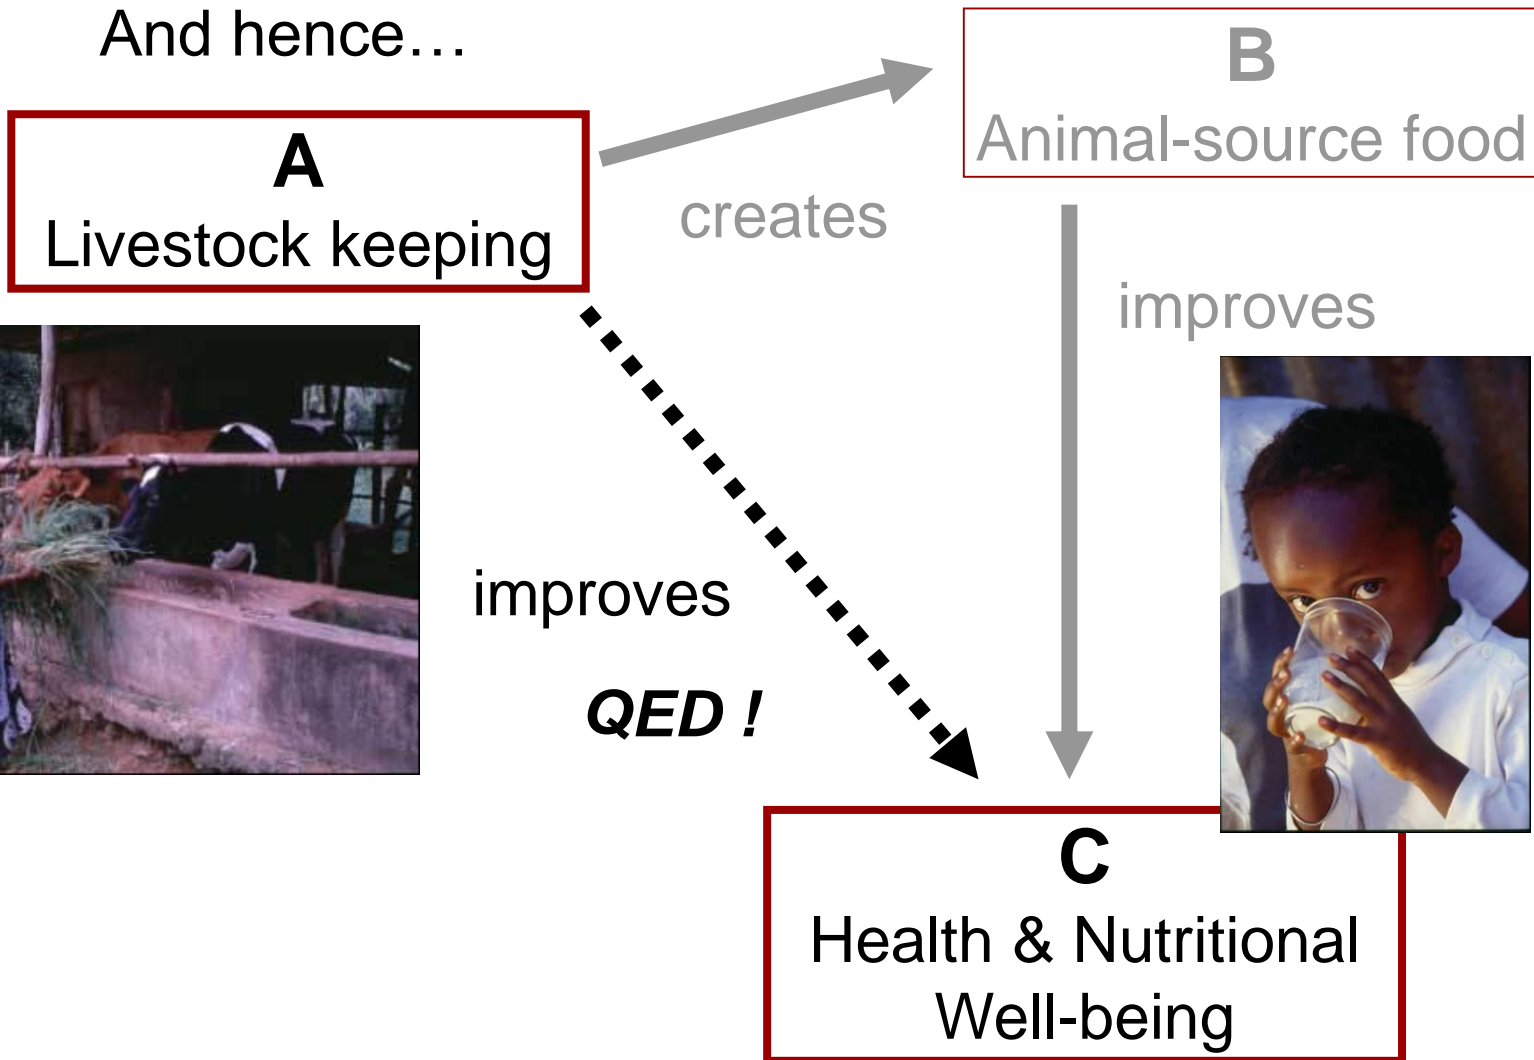 And hence…
B
Animal-source food
A
Livestock keeping
creates
improves
improves
QED !
C
Health & Nutritional
Well-being